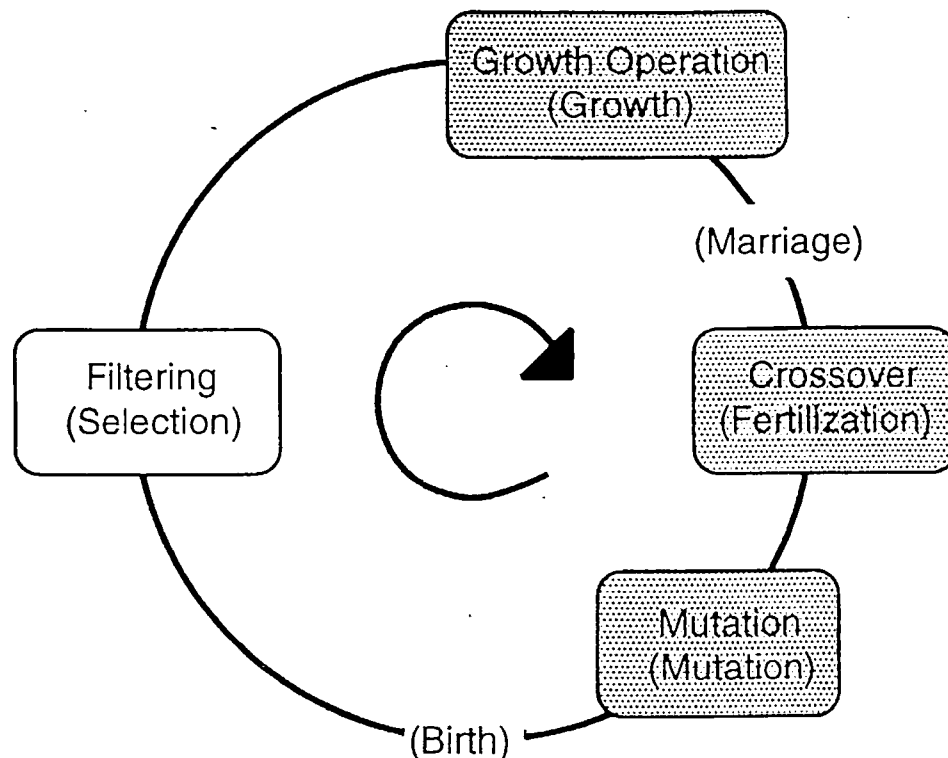 Growth Operation
(Growth)
(Marriage)
Crossover
(Fertilization)
Mutation
(Mutation)
(Birth)
Filtering
(Selection)